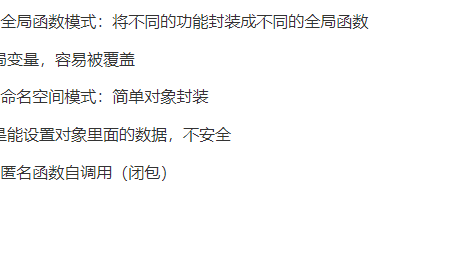 全局函数模式：将不同的功能封装成不同的全局函数
局变量，容易被覆盖
命名空间模式：简单对象封装
是能设置对象里面的数据，不安全
匿名函数自调用（闭包）